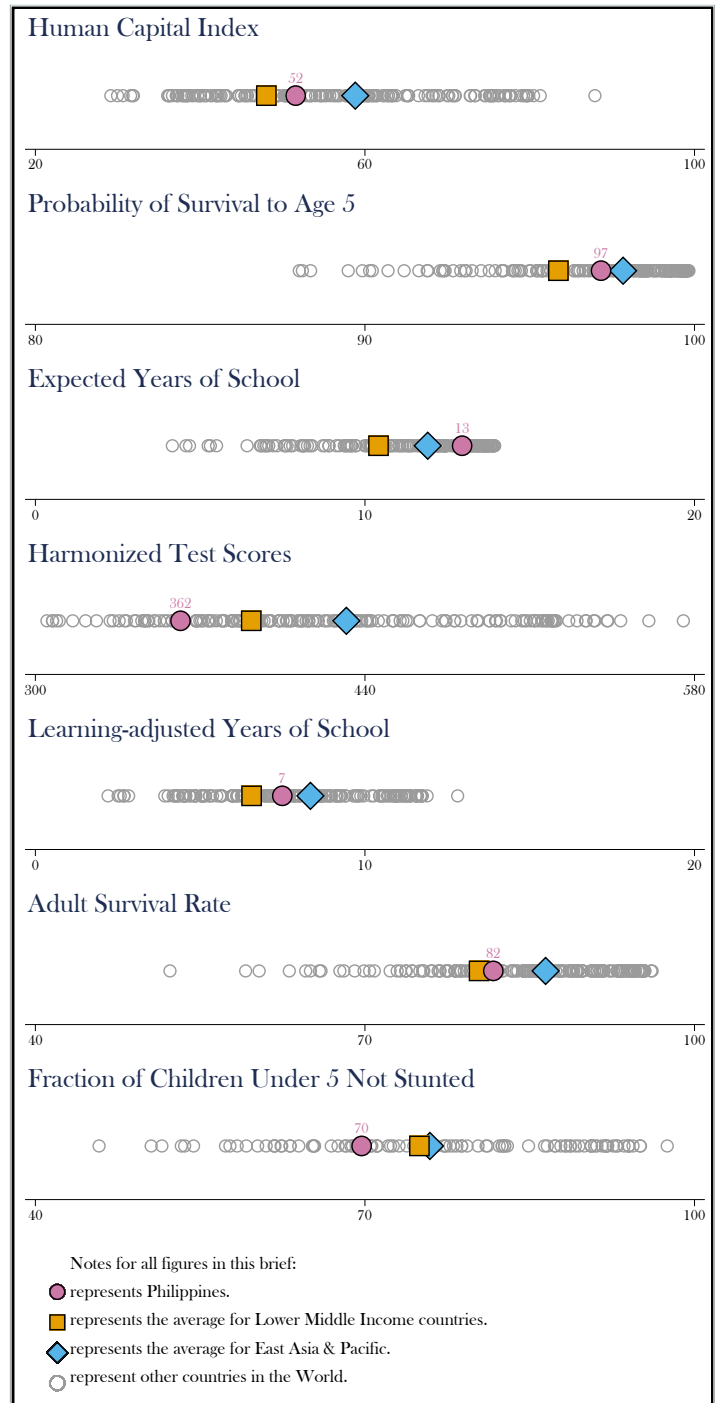 Human Capital Index
52
20 60 100
Probability of Survival to Age 5
97
80 90 100
Expected Years of School
13
0 10 20
Harmonized Test Scores
362
300 440 580
Learning-adjusted Years of School
7
0 10 20
Adult Survival Rate
82
40 70 100
Fraction of Children Under 5 Not Stunted
70
40 70 100
Notes for all figures in this brief:
represents Philippines.
represents the average for Lower Middle Income countries.
represents the average for East Asia & Pacific.
represent other countries in the World.